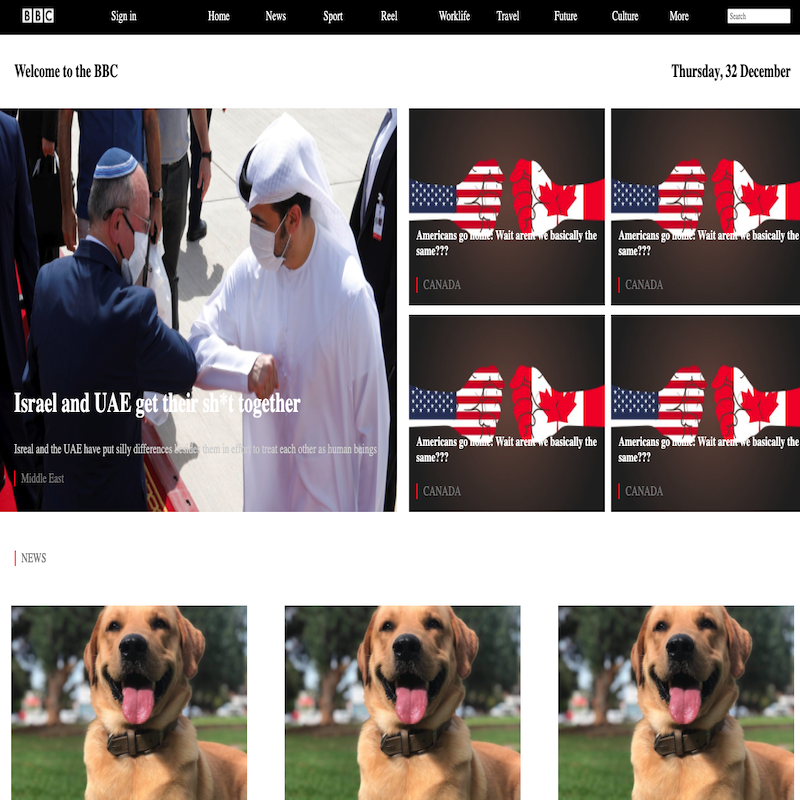 BBC Sign in Home News Sport Reel Worklife Travel Future Culture More Search
Welcome to the BBC Thursday, 32 December
Israel and UAE get their sh*t together
Isreal and the UAE have put silly differences besides them in effort to treat each other as human beings
Middle East
Americans go home: Wait arent we basically the
same???
CANADA
Americans go home: Wait arent we basically the
same???
CANADA
Americans go home: Wait arent we basically the
same???
CANADA
Americans go home: Wait arent we basically the
same???
CANADA
NEWS